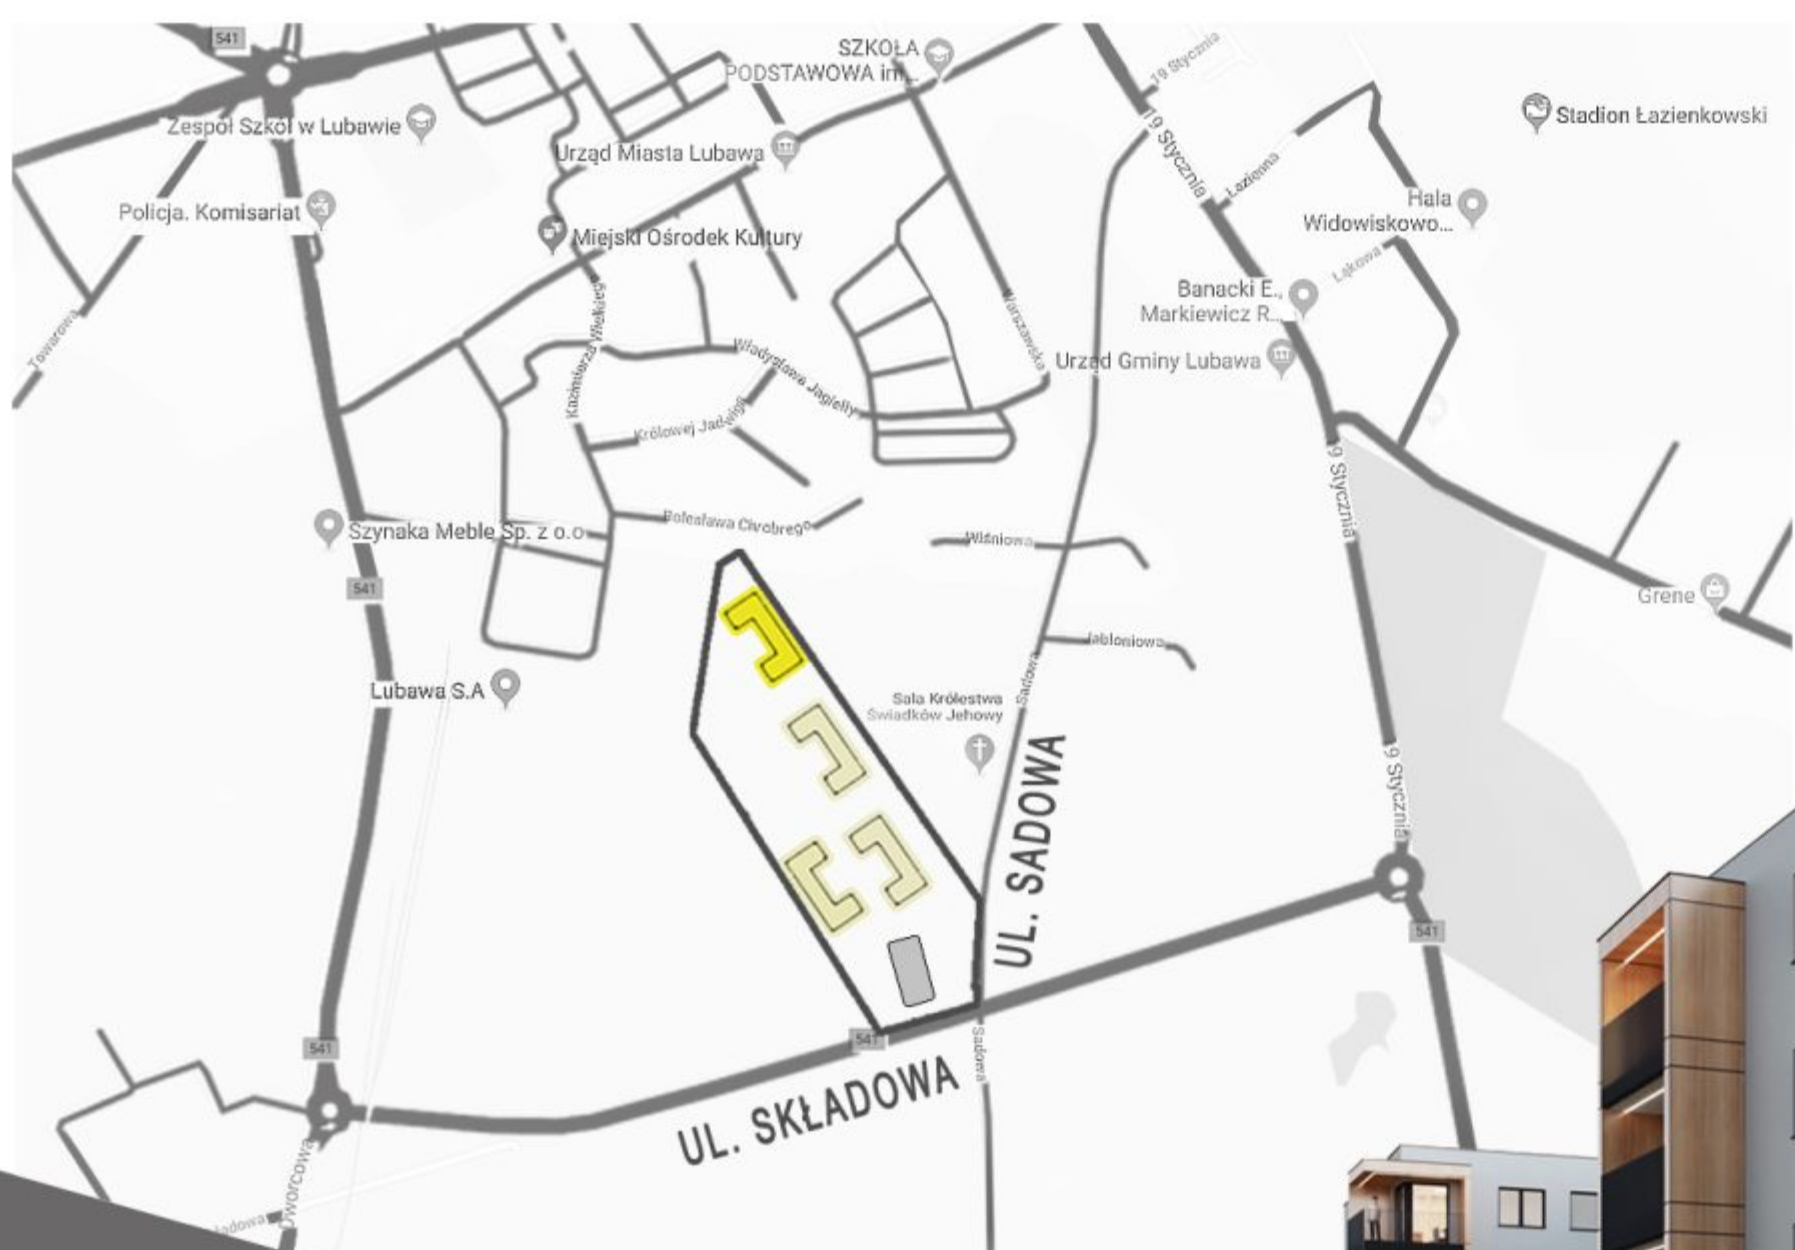 541
SZKOŁA
PODSTAWOWA im...
19 Stycznia
Zespół Szkół w Lubawie
Urząd Miasta Lubawa
19 Stycznia
Stadion Łazienkowski
Łazienna
Policja. Komisariat
Miejski Ośrodek Kultury
Hala
Widowiskowo...
Łąkowa
Banacki E.,
Markiewicz R...
Towarowa
Kazimierza Wielkiego
Władysława Jagiełły
Warszawska
Urząd Gminy Lubawa
Królowej Jadwigi
9 Stycznia
Szynaka Meble Sp. z o.o
Bolesława Chrobrego
Wiśniowa
541
Grene
Jabłoniowa
Sadowa
Lubawa S.A
Sala Królestwa
Świadków Jehowy
UL. SADOWA
9 Stycznia
541
541
541
Sadowa
UL. SKŁADOWA
Dworcowa
ładowa